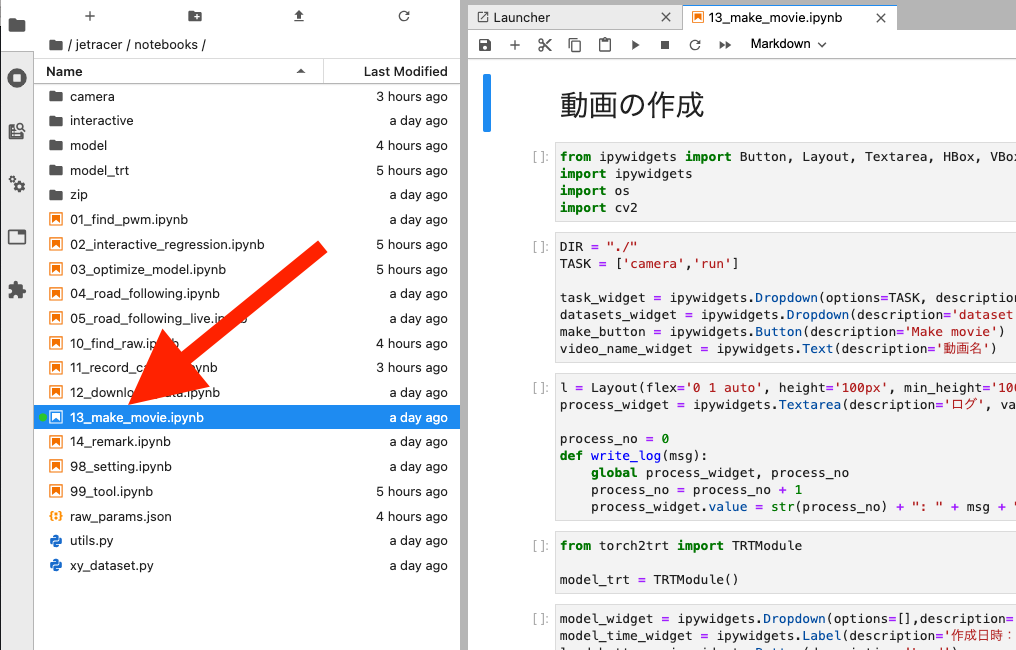 / jetracer / notebooks /
Name Last Modified
camera 3 hours ago
interactive a day ago
model 4 hours ago
model_trt 5 hours ago
zip a day ago
01_find_pwm.ipynb a day ago
02_interactive_regression.ipynb 5 hours ago
03_optimize_model.ipynb 5 hours ago
04_road_following.ipynb a day ago
05_road_following_live.ipynb a day ago
10_find_raw.ipynb 4 hours ago
11_record_ca ynb 3 hours ago
12_downlo ta.ipynb a day ago
13_make_movie.ipynb a day ago
14_remark.ipynb a day ago
98_setting.ipynb a day ago
99_tool.ipynb 5 hours ago
raw_params.json 4 hours ago
utils.py a day ago
xy_dataset.py a day ago
Launcher
13_make_movie.ipynb
Markdown
動画の作成
[ ]: from ipywidgets import Button, Layout, Textarea, HBox, VBox
import ipywidgets
import os
import cv2
[ ]: DIR = "./"
TASK = ['camera','run']
task_widget = ipywidgets.Dropdown(options=TASK, description
datasets_widget = ipywidgets.Dropdown(description='dataset
make_button = ipywidgets.Button(description='Make movie')
video_name_widget = ipywidgets.Text(description='動画名')
[ ]: l = Layout(flex='0 1 auto', height='100px', min_height='100
process_widget = ipywidgets.Textarea(description='ログ', va
process_no = 0
def write_log(msg):
global process_widget, process_no
process_no = process_no + 1
process_widget.value = str(process_no) + ": " + msg + "
[ ]: from torch2trt import TRTModule
model_trt = TRTModule()
[ ]: model_widget = ipywidgets.Dropdown(options=[],description=
model_time_widget = ipywidgets.Label(description='作成日時：